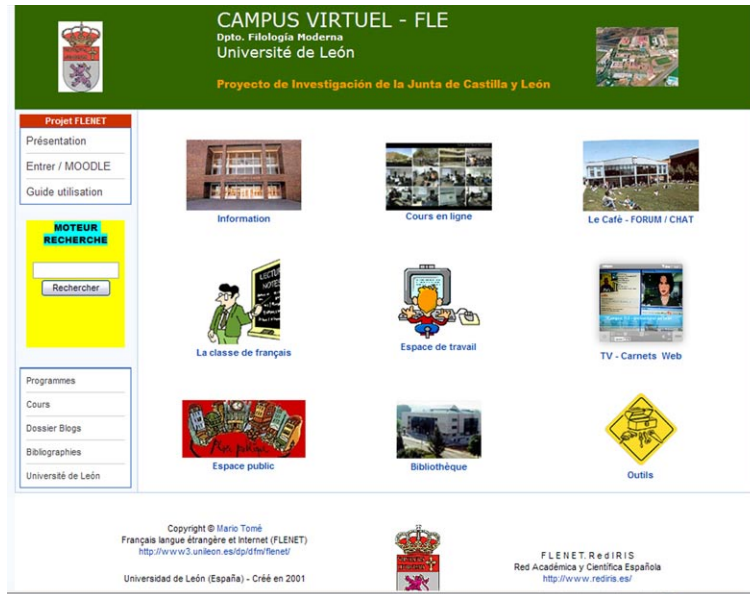 CAMPUS VIRTUEL - FLE
Dpto. Filología Moderna
Université de León
Proyecto de Investigación de la Junta de Castilla y León
Projet FLENET
Présentation
Entrer / MOODLE
Guide utilisation
MOTEUR
RECHERCHE
Rechercher
Programmes
Cours
Dossier Blogs
Bibliographies
Université de León
Information
Cours en ligne
Le Cafè - FORUM / CHAT
LECTURE
NOTES
La classe de français
Espace de travail
TV - Carnets Web
Espace public
Bibliothèque
Outils
Copyright © Mario Tomé
Français langue étrangère et Internet (FLENET)
http://www3.unileon.es/dp/dfm/flenet/
Universidad de León (España) - Créé en 2001
F L E N E T. R e d I R I S
Red Académica y Científica Española
http://www.rediris.es/